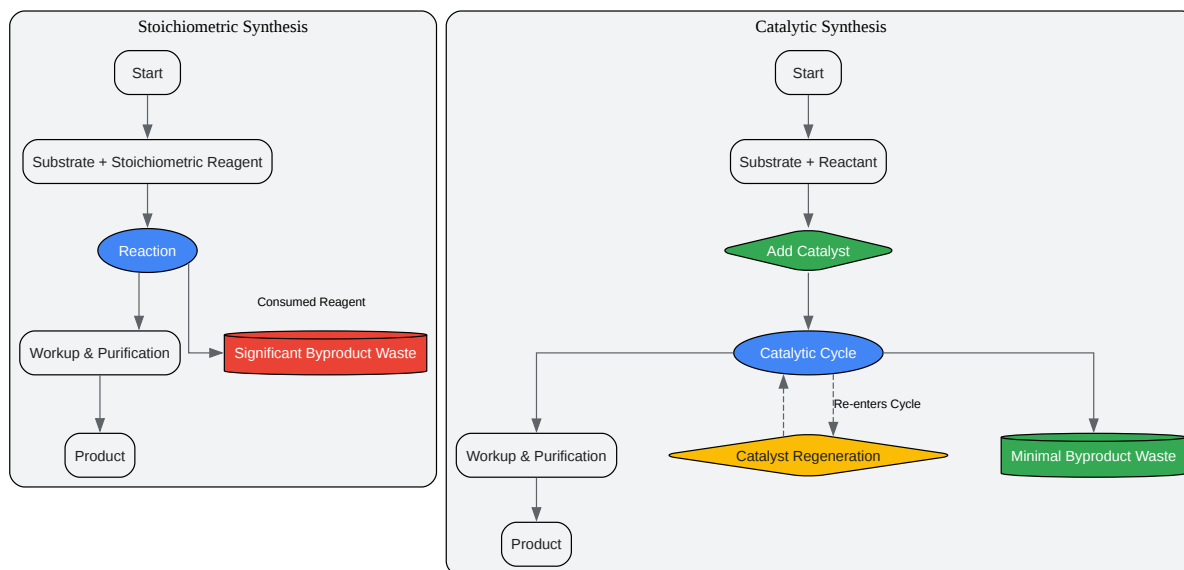 Stoichiometric Synthesis
Start
Substrate + Stoichiometric Reagent
Reaction
Consumed Reagent
Workup & Purification
Significant Byproduct Waste
Product
Catalytic Synthesis
Start
Substrate + Reactant
Add Catalyst
Catalytic Cycle
Re-enters Cycle
Workup & Purification
Catalyst Regeneration
Minimal Byproduct Waste
Product